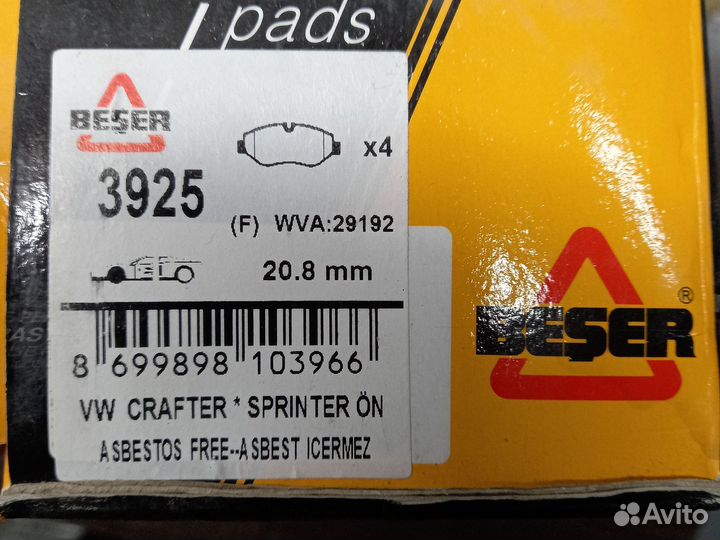 pads
BEŞER
x4
3925
(F) WVA:29192
20.8 mm
8 699898 103966
VW CRAFTER * SPRINTER ÖN
ASBESTOS FREE--ASBEST ICERMEZ
BEŞER ®
Avito